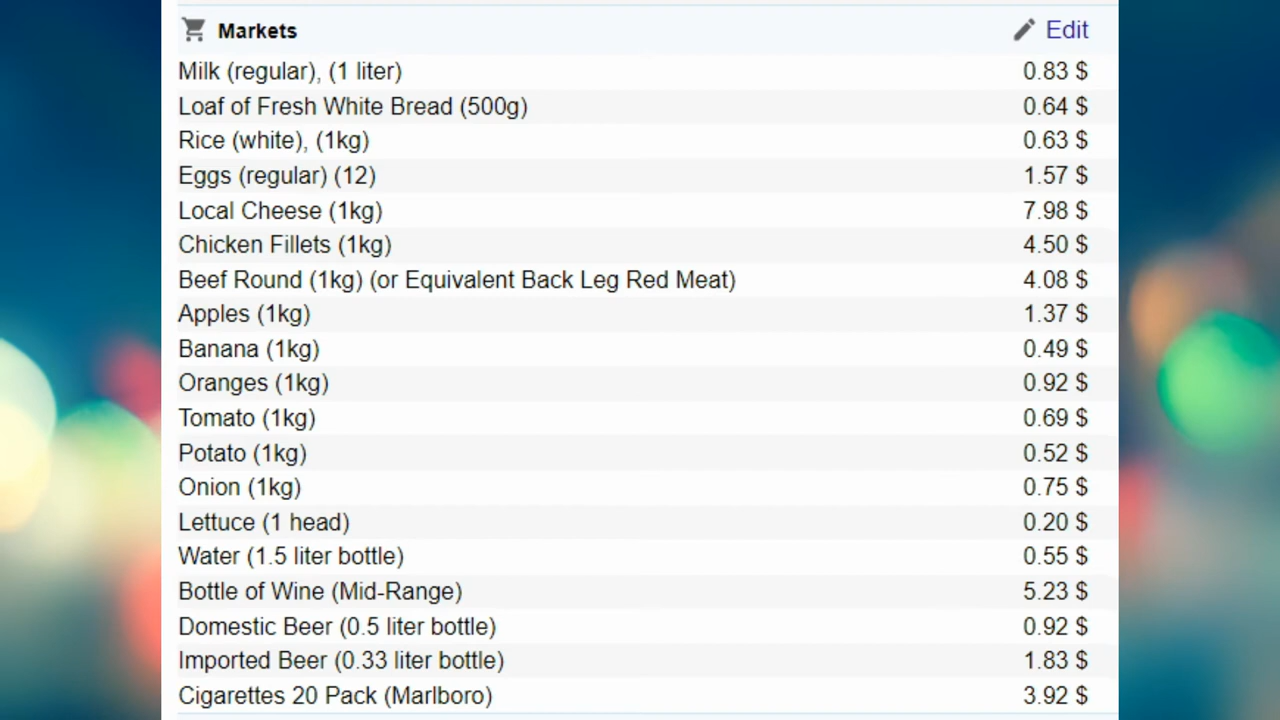 Markets Edit
Milk (regular), (1 liter) 0.83 $
Loaf of Fresh White Bread (500g) 0.64 $
Rice (white), (1kg) 0.63 $
Eggs (regular) (12) 1.57 $
Local Cheese (1kg) 7.98 $
Chicken Fillets (1kg) 4.50 $
Beef Round (1kg) (or Equivalent Back Leg Red Meat) 4.08 $
Apples (1kg) 1.37 $
Banana (1kg) 0.49 $
Oranges (1kg) 0.92 $
Tomato (1kg) 0.69 $
Potato (1kg) 0.52 $
Onion (1kg) 0.75 $
Lettuce (1 head) 0.20 $
Water (1.5 liter bottle) 0.55 $
Bottle of Wine (Mid-Range) 5.23 $
Domestic Beer (0.5 liter bottle) 0.92 $
Imported Beer (0.33 liter bottle) 1.83 $
Cigarettes 20 Pack (Marlboro) 3.92 $